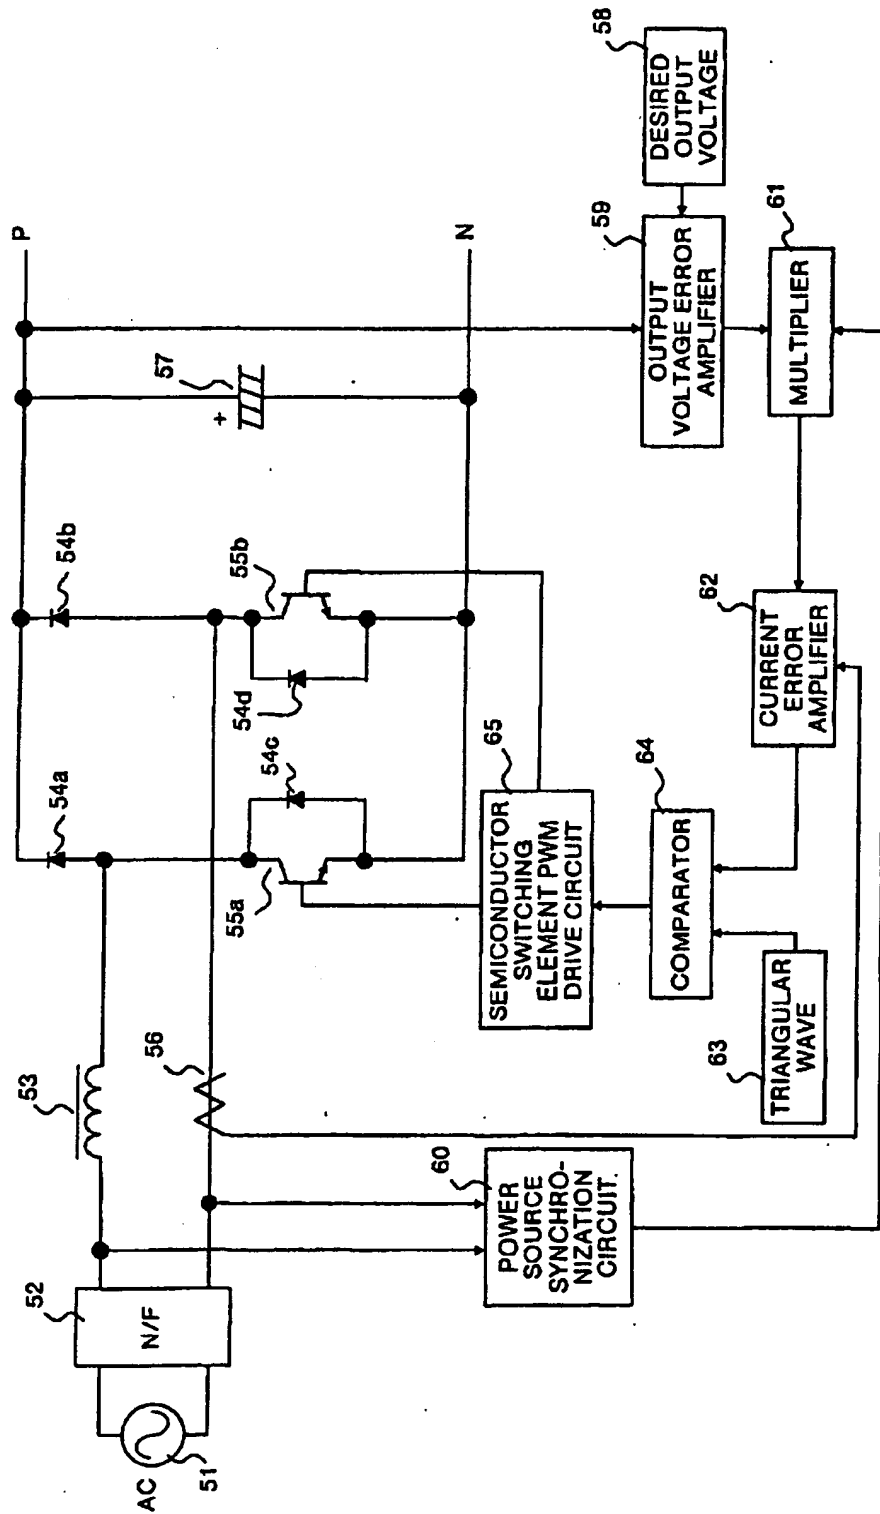 AC
51
52
N/F
53
56
54a
54b
55a
54c
54d
55b
57
+
P
N
60
POWER
SOURCE
SYNCHRO-
NIZATION
CIRCUIT.
65
SEMICONDUCTOR
SWITCHING
ELEMENT PWM
DRIVE CIRCUIT
64
COMPARATOR
63
TRIANGULAR
WAVE
62
CURRENT
ERROR
AMPLIFIER
59
OUTPUT
VOLTAGE ERROR
AMPLIFIER
58
DESIRED
OUTPUT
VOLTAGE
61
MULTIPLIER